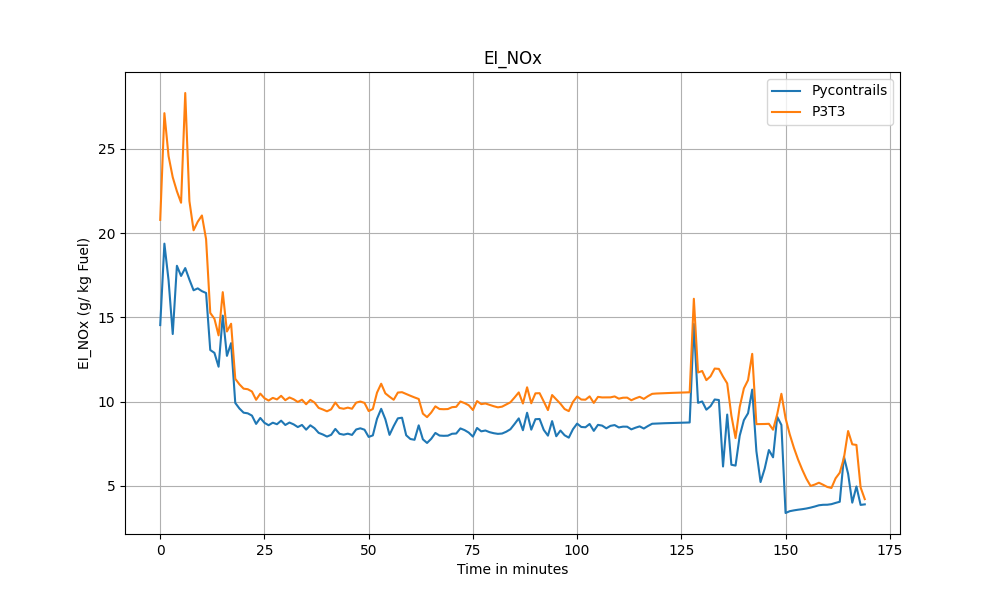 EI_NOx
Pycontrails
P3T3
EI_NOx (g/ kg Fuel)
25
20
15
10
5
0 25 50 75 100 125 150 175
Time in minutes